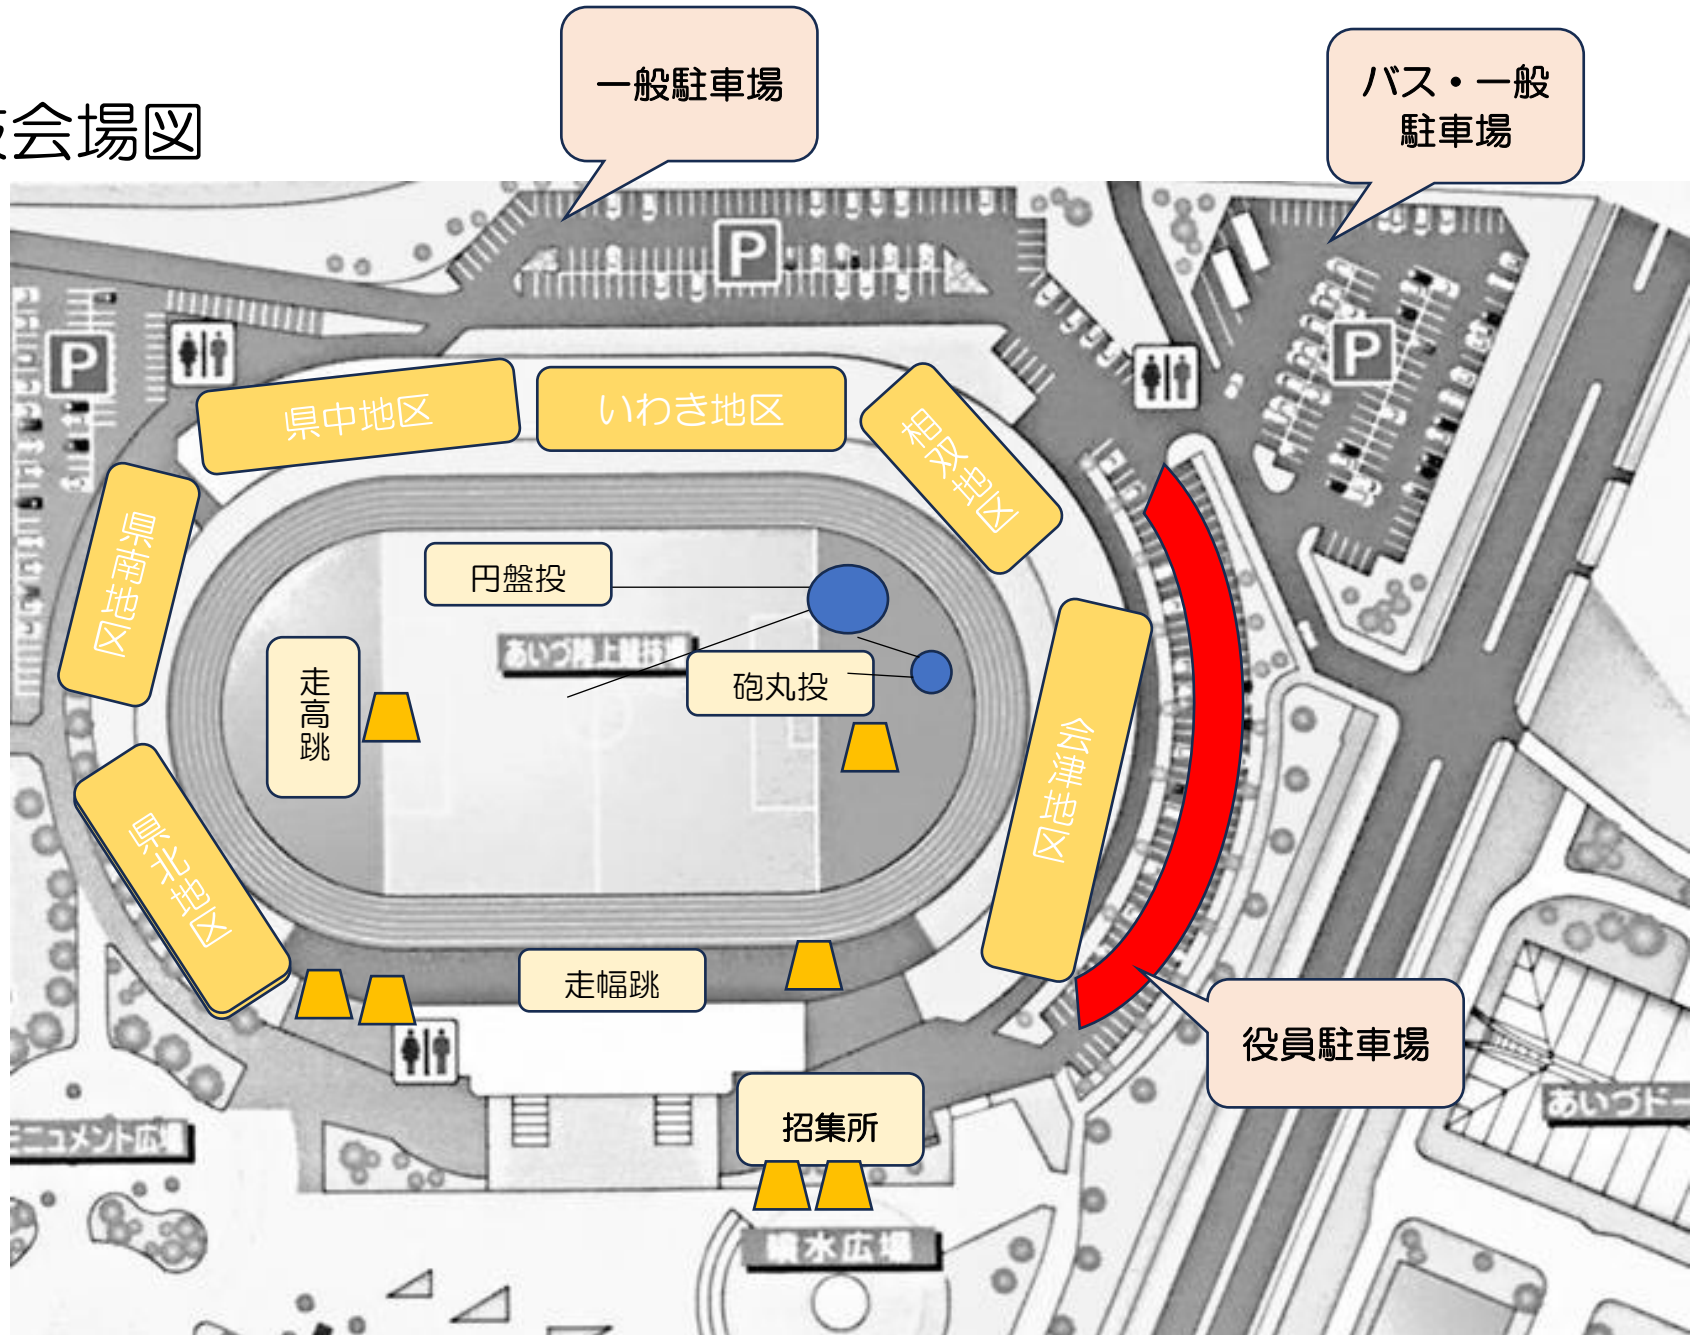 会場図
一般駐車場
バス・一般
駐車場
P
P
P
県中地区
いわき地区
相双地区
県南地区
円盤投
あいづ陸上競技場
砲丸投
走高跳
会津地区
県北地区
走幅跳
役員駐車場
招集所
モニュメント広場
あいづドー
噴水広場